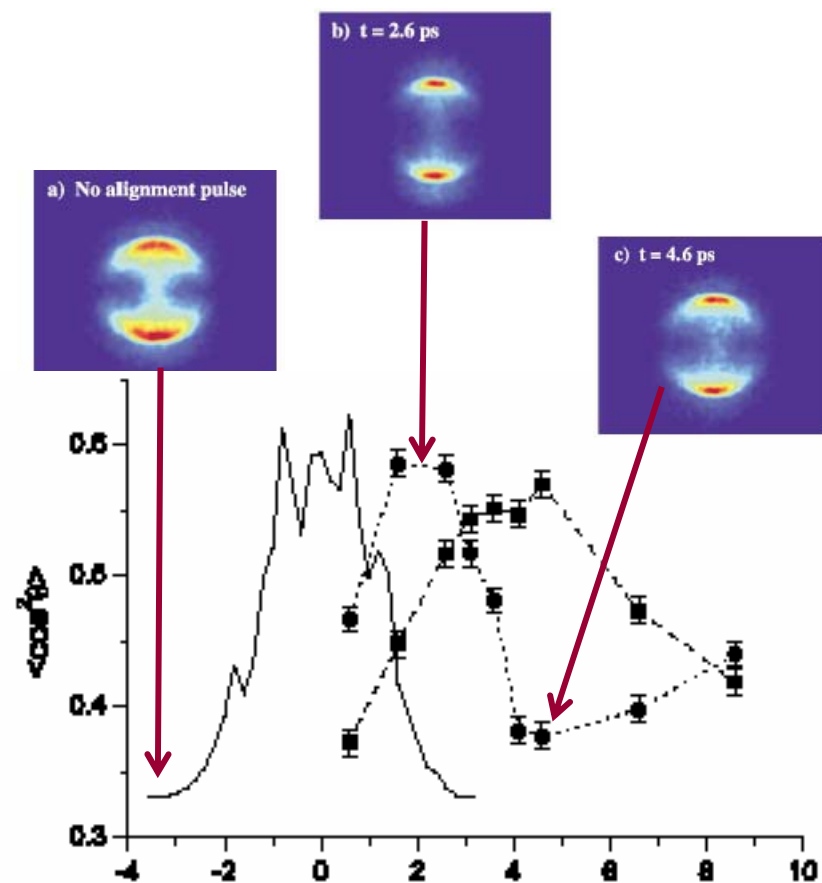 b) t = 2.6 ps
a) No alignment pulse
c) t = 4.6 ps
<cos²θ>
0.6
0.5
0.4
0.3
-4 -2 0 2 4 6 8 10